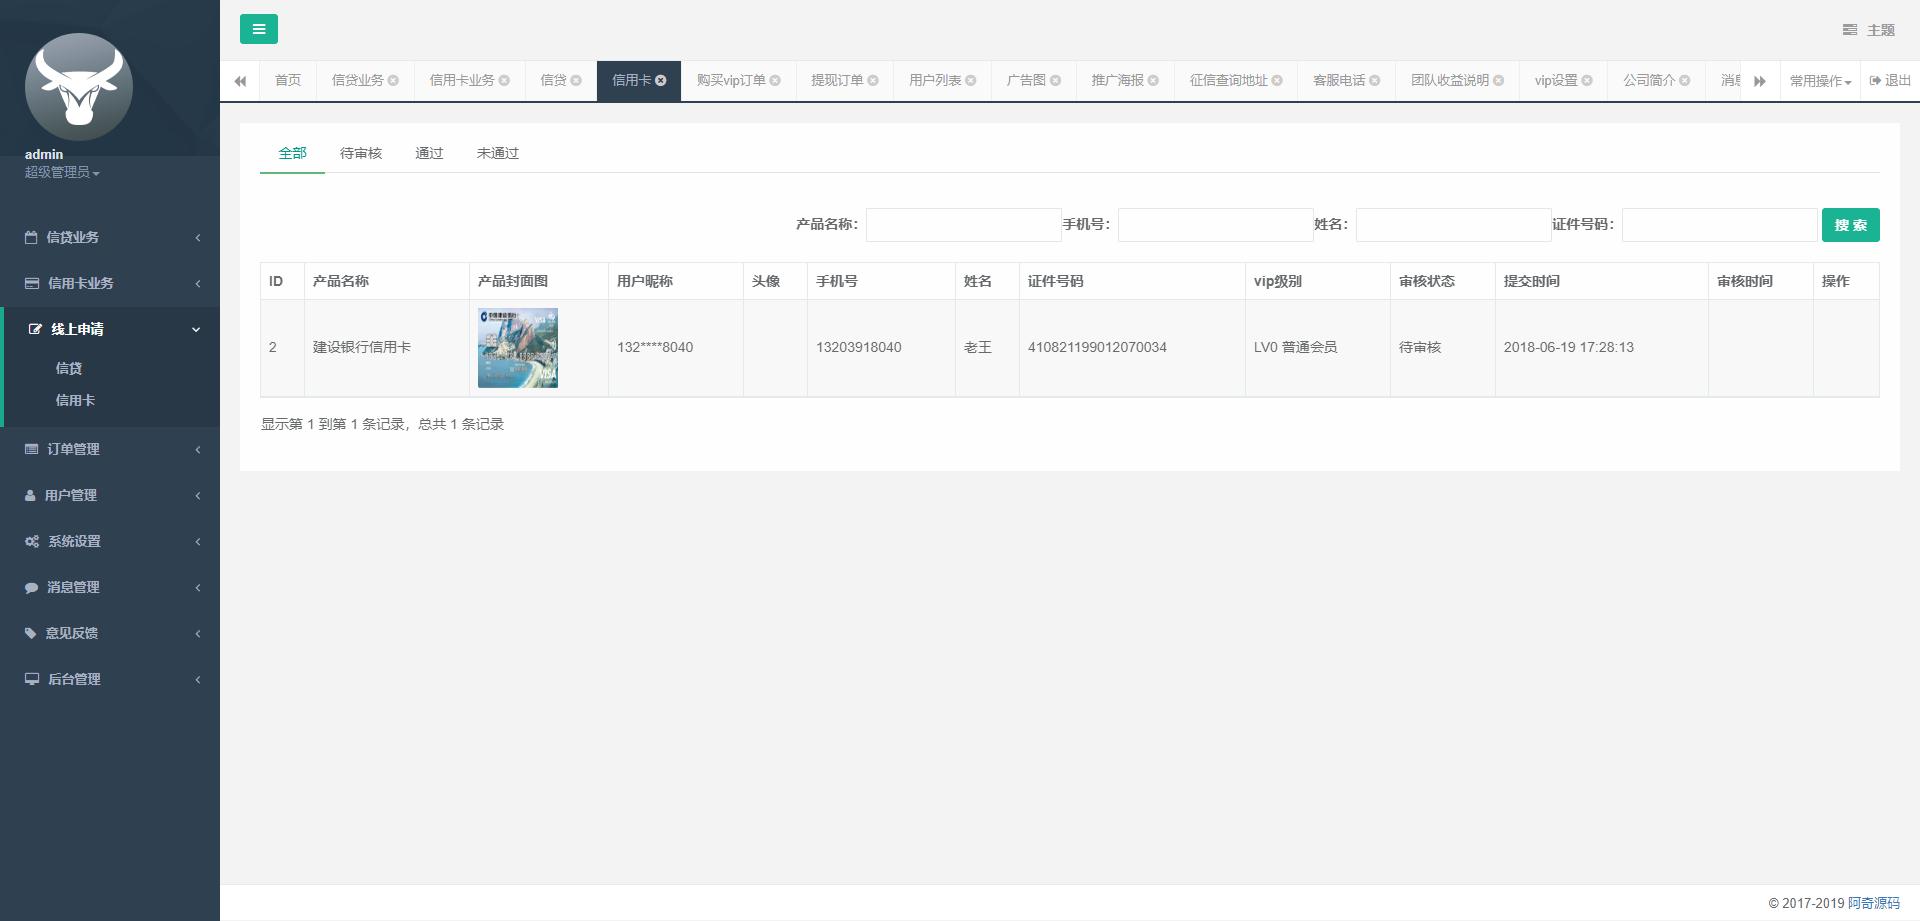 主题
首页 信贷业务 信用卡业务 信贷 信用卡 购买vip订单 提现订单 用户列表 广告图 推广海报 征信查询地址 客服电话 团队收益说明 vip设置 公司简介 消息 常用操作 退出
admin
超级管理员
信贷业务
信用卡业务
线上申请
信贷
信用卡
订单管理
用户管理
系统设置
消息管理
意见反馈
后台管理
全部 待审核 通过 未通过
产品名称： 手机号： 姓名： 证件号码： 搜 索
ID 产品名称 产品封面图 用户昵称 头像 手机号 姓名 证件号码 vip级别 审核状态 提交时间 审核时间 操作
2 建设银行信用卡 132****8040 13203918040 老王 410821199012070034 LV0 普通会员 待审核 2018-06-19 17:28:13
中国建设银行
VISA
显示第 1 到第 1 条记录，总共 1 条记录
© 2017-2019 阿奇源码